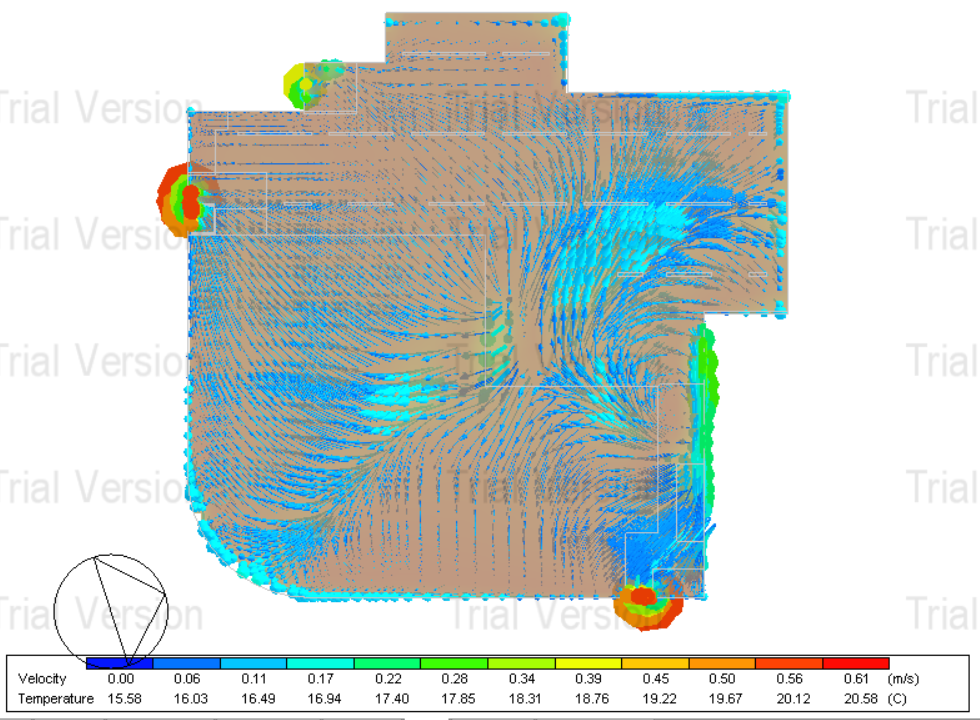 Trial Version Trial Version Trial
Trial Version Trial
Trial Version Trial Version Trial
Trial Version Trial Version Trial
Trial Version Trial Version Trial
Velocity 0.00 0.06 0.11 0.17 0.22 0.28 0.34 0.39 0.45 0.50 0.56 0.61 (m/s)
Temperature 15.58 16.03 16.49 16.94 17.40 17.85 18.31 18.76 19.22 19.67 20.12 20.58 (C)